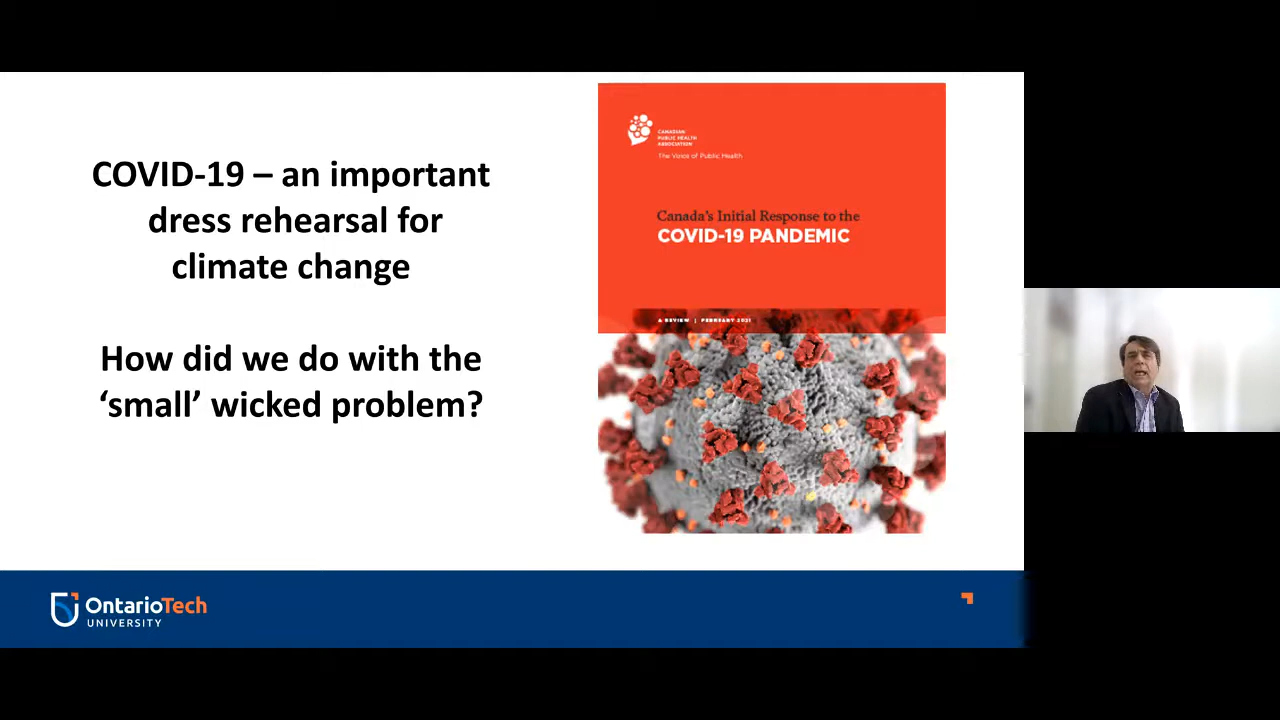 COVID-19 – an important
dress rehearsal for
climate change
How did we do with the
‘small’ wicked problem?
CANADIAN
PUBLIC HEALTH
ASSOCIATION
The Voice of Public Health
Canada's Initial Response to the
COVID-19 PANDEMIC
A REVIEW | FEBRUARY 2021
OntarioTech
UNIVERSITY